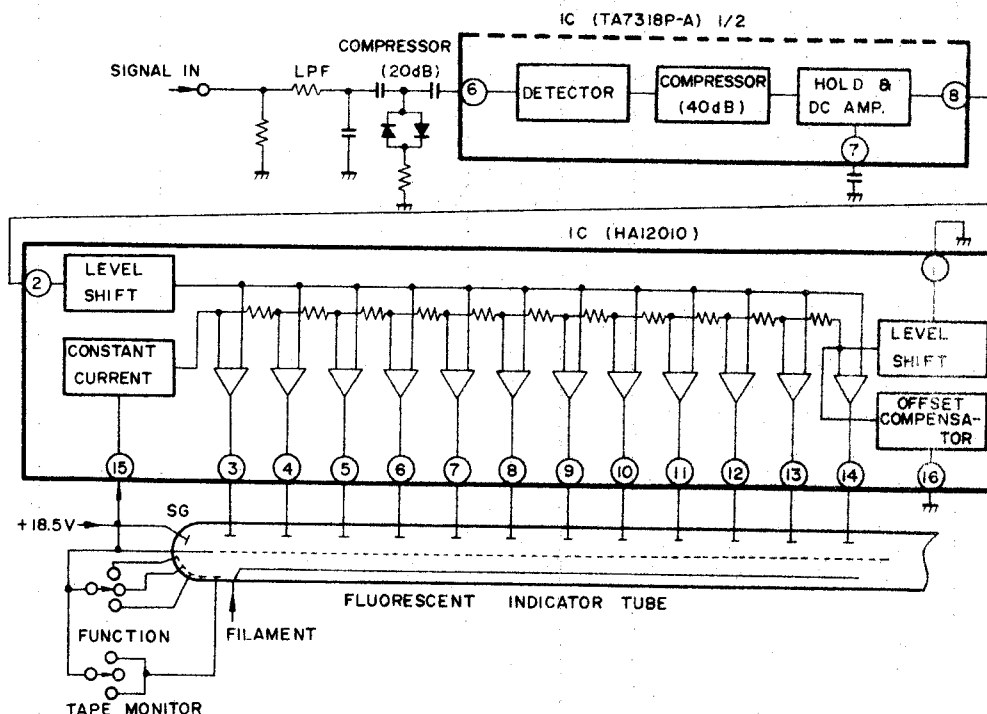 IC (TA7318P-A) 1/2
COMPRESSOR
(20dB)
SIGNAL IN
LPF
6
DETECTOR
COMPRESSOR
(40dB)
HOLD &
DC AMP.
8
7
IC (HA12010)
2
LEVEL
SHIFT
CONSTANT
CURRENT
LEVEL
SHIFT
OFFSET
COMPENSA-
TOR
15
3
4
5
6
7
8
9
10
11
12
13
14
16
SG
+18.5V
FLUORESCENT INDICATOR TUBE
FUNCTION
FILAMENT
TAPE MONITOR